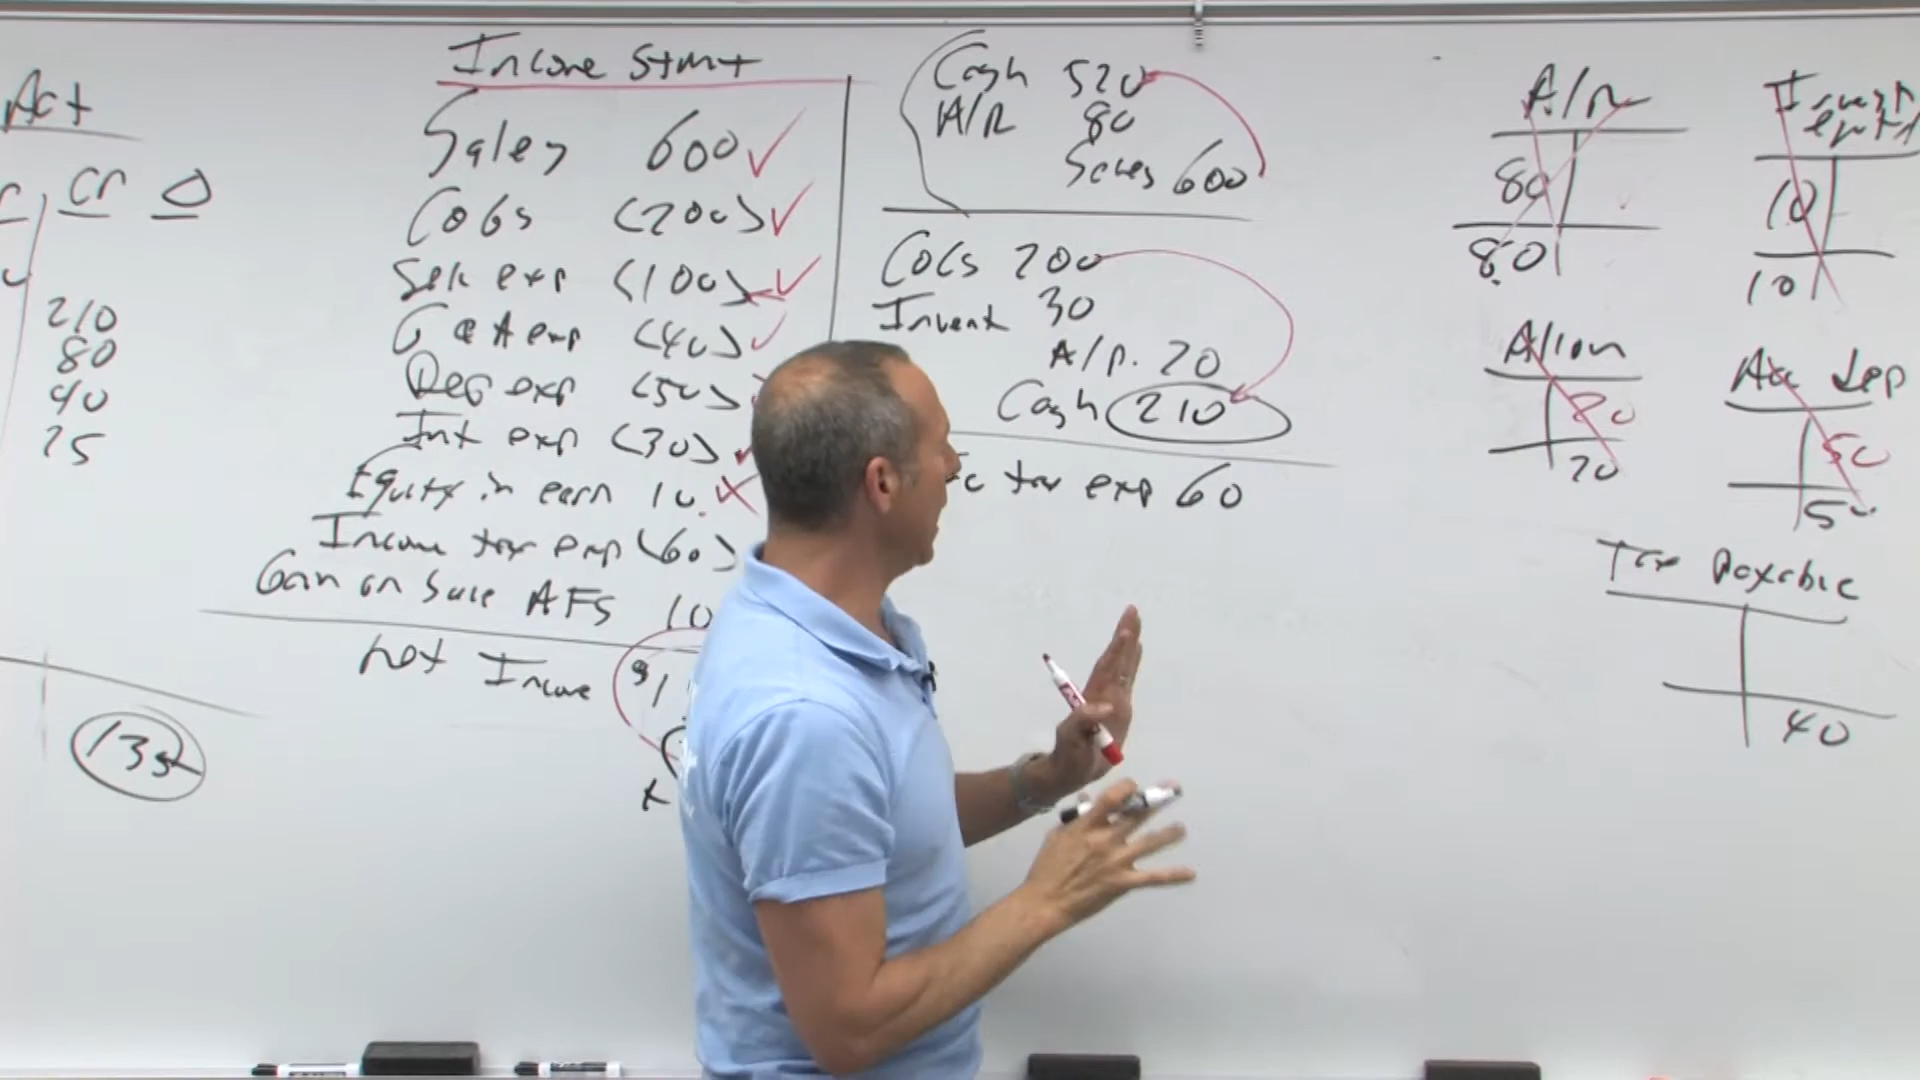 Act
Cr Δ
210
80
40
25
135
Income Stmt
Sales 600 ✓
COGS <200> ✓
Sell exp <100> ✓
G & A exp <40> ✓
Dep exp <50>
Int exp <30> ✓
Equity in earn 10 ✗
Income tax exp <60>
Gain on Sale AFS 10
net Income $1
Cash 520
A/R 80
Sales 600
COGS 200
Invent 30
A/P 20
Cash 210
tax exp 60
A/R
80
80
Invest
10
10
20
20
Acc dep
50
50
Tax Payable
40